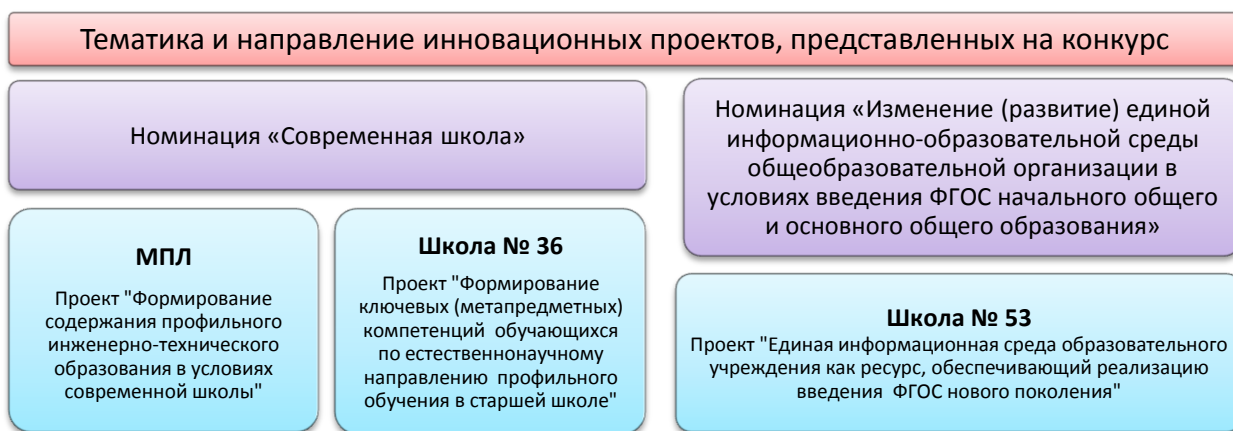 Тематика и направление инновационных проектов, представленных на конкурс
Номинация «Современная школа»
МПЛ
Проект "Формирование
содержания профильного
инженерно-технического
образования в условиях
современной школы"
Школа № 36
Проект "Формирование
ключевых (метапредметных)
компетенций обучающихся
по естественнонаучному
направлению профильного
обучения в старшей школе"
Номинация «Изменение (развитие) единой
информационно-образовательной среды
общеобразовательной организации в
условиях введения ФГОС начального общего
и основного общего образования»
Школа № 53
Проект "Единая информационная среда образовательного
учреждения как ресурс, обеспечивающий реализацию
введения ФГОС нового поколения"